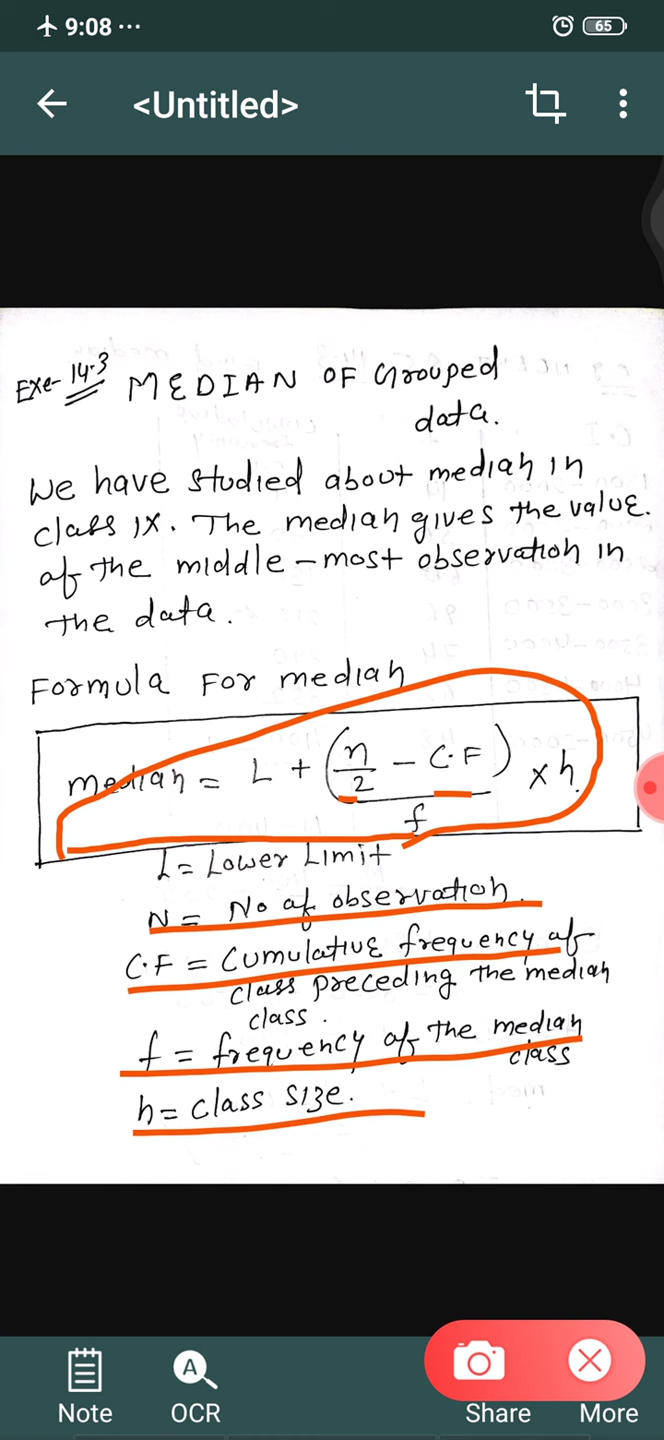 9:08 ...
65
<Untitled>
Exe- 14.3 MEDIAN OF Grouped
data.
We have studied about median in
class IX. The median gives the value.
of the middle-most observation in
the data.
Formula For median
median = L + (n/2 - C.F) / f x h
L = Lower Limit
N = No of observation.
C.F = Cumulative frequency of
class preceding the median
class.
f = frequency of the median
class
h = class size.
A
Note OCR Share More